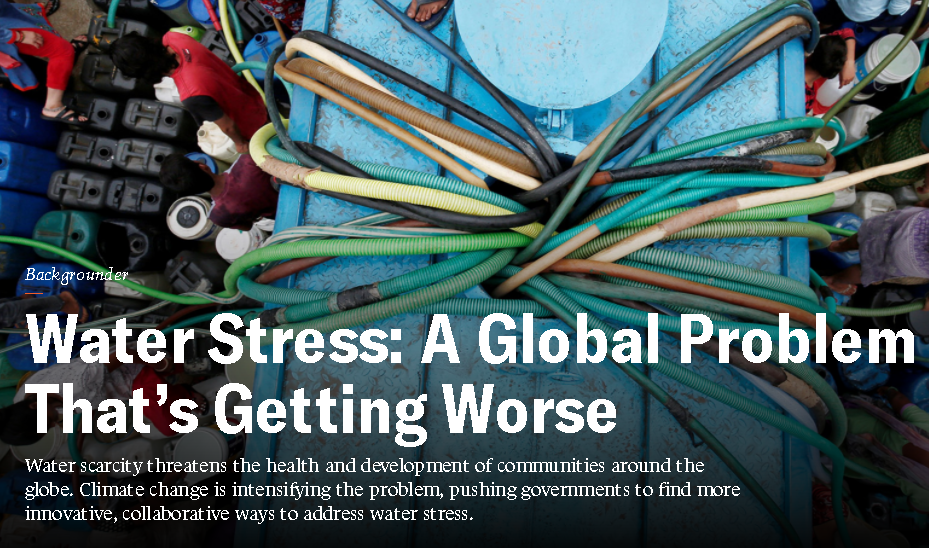 Backgrounder
Water Stress: A Global Problem
That’s Getting Worse
Water scarcity threatens the health and development of communities around the
globe. Climate change is intensifying the problem, pushing governments to find more
innovative, collaborative ways to address water stress.